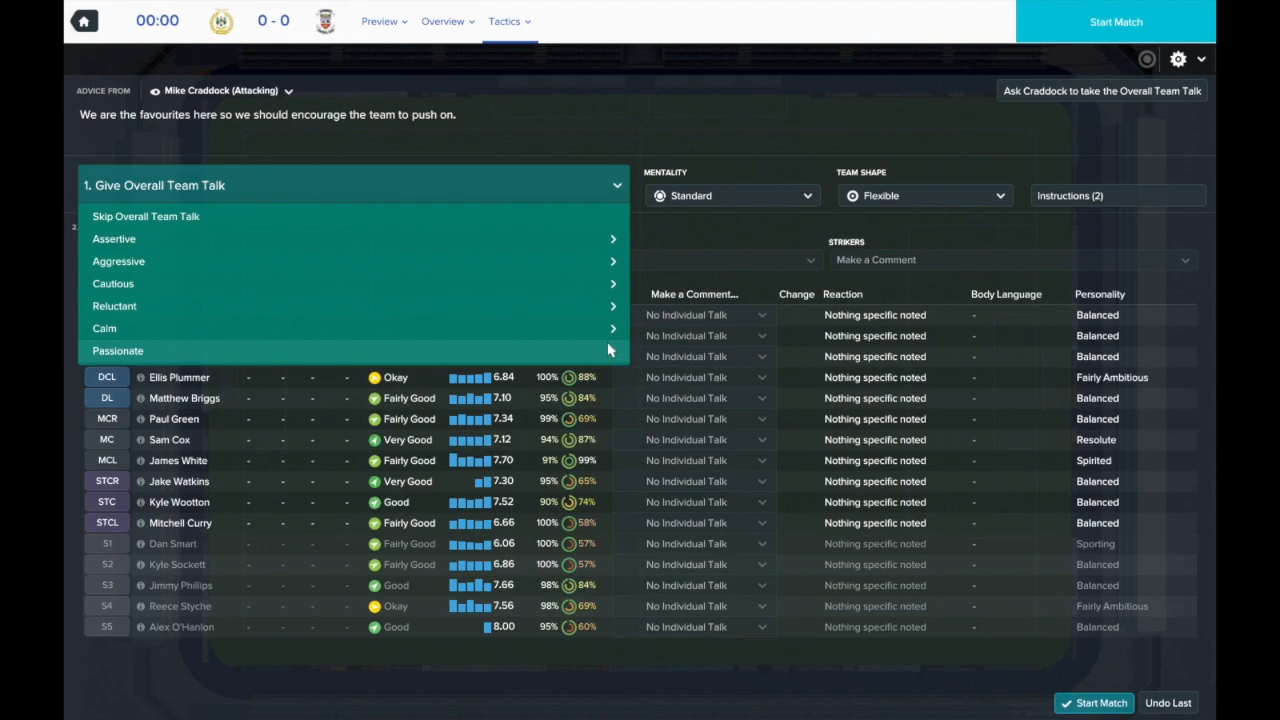 00:00 0 - 0 Preview Overview Tactics Start Match
ADVICE FROM Mike Craddock (Attacking) Ask Craddock to take the Overall Team Talk
We are the favourites here so we should encourage the team to push on.
1. Give Overall Team Talk
MENTALITY TEAM SHAPE
Standard Flexible Instructions (2)
Skip Overall Team Talk
2.
Assertive
Aggressive
Cautious
Reluctant
Calm
Passionate
STRIKERS
Make a Comment
Make a Comment... Change Reaction Body Language Personality
No Individual Talk Nothing specific noted - Balanced
No Individual Talk Nothing specific noted - Balanced
No Individual Talk Nothing specific noted - Balanced
DCL Ellis Plummer - - - - Okay 6.84 100% 88% No Individual Talk Nothing specific noted - Fairly Ambitious
DL Matthew Briggs - - - - Fairly Good 7.10 95% 84% No Individual Talk Nothing specific noted - Balanced
MCR Paul Green - - - - Fairly Good 7.34 99% 69% No Individual Talk Nothing specific noted - Balanced
MC Sam Cox - - - - Very Good 7.12 94% 87% No Individual Talk Nothing specific noted - Resolute
MCL James White - - - - Fairly Good 7.70 91% 99% No Individual Talk Nothing specific noted - Spirited
STCR Jake Watkins - - - - Very Good 7.30 95% 65% No Individual Talk Nothing specific noted - Balanced
STC Kyle Wootton - - - - Good 7.52 90% 74% No Individual Talk Nothing specific noted - Balanced
STCL Mitchell Curry - - - - Fairly Good 6.66 100% 58% No Individual Talk Nothing specific noted - Balanced
S1 Dan Smart - - - - Fairly Good 6.06 100% 57% No Individual Talk Nothing specific noted - Sporting
S2 Kyle Sockett - - - - Fairly Good 6.86 100% 57% No Individual Talk Nothing specific noted - Balanced
S3 Jimmy Phillips - - - - Good 7.66 98% 84% No Individual Talk Nothing specific noted - Balanced
S4 Reece Styche - - - - Okay 7.56 98% 69% No Individual Talk Nothing specific noted - Fairly Ambitious
S5 Alex O'Hanlon - - - - Good 8.00 95% 60% No Individual Talk Nothing specific noted - Balanced
Start Match Undo Last